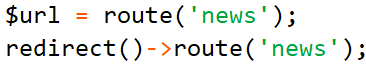 $url = route('news');
redirect()->route('news');